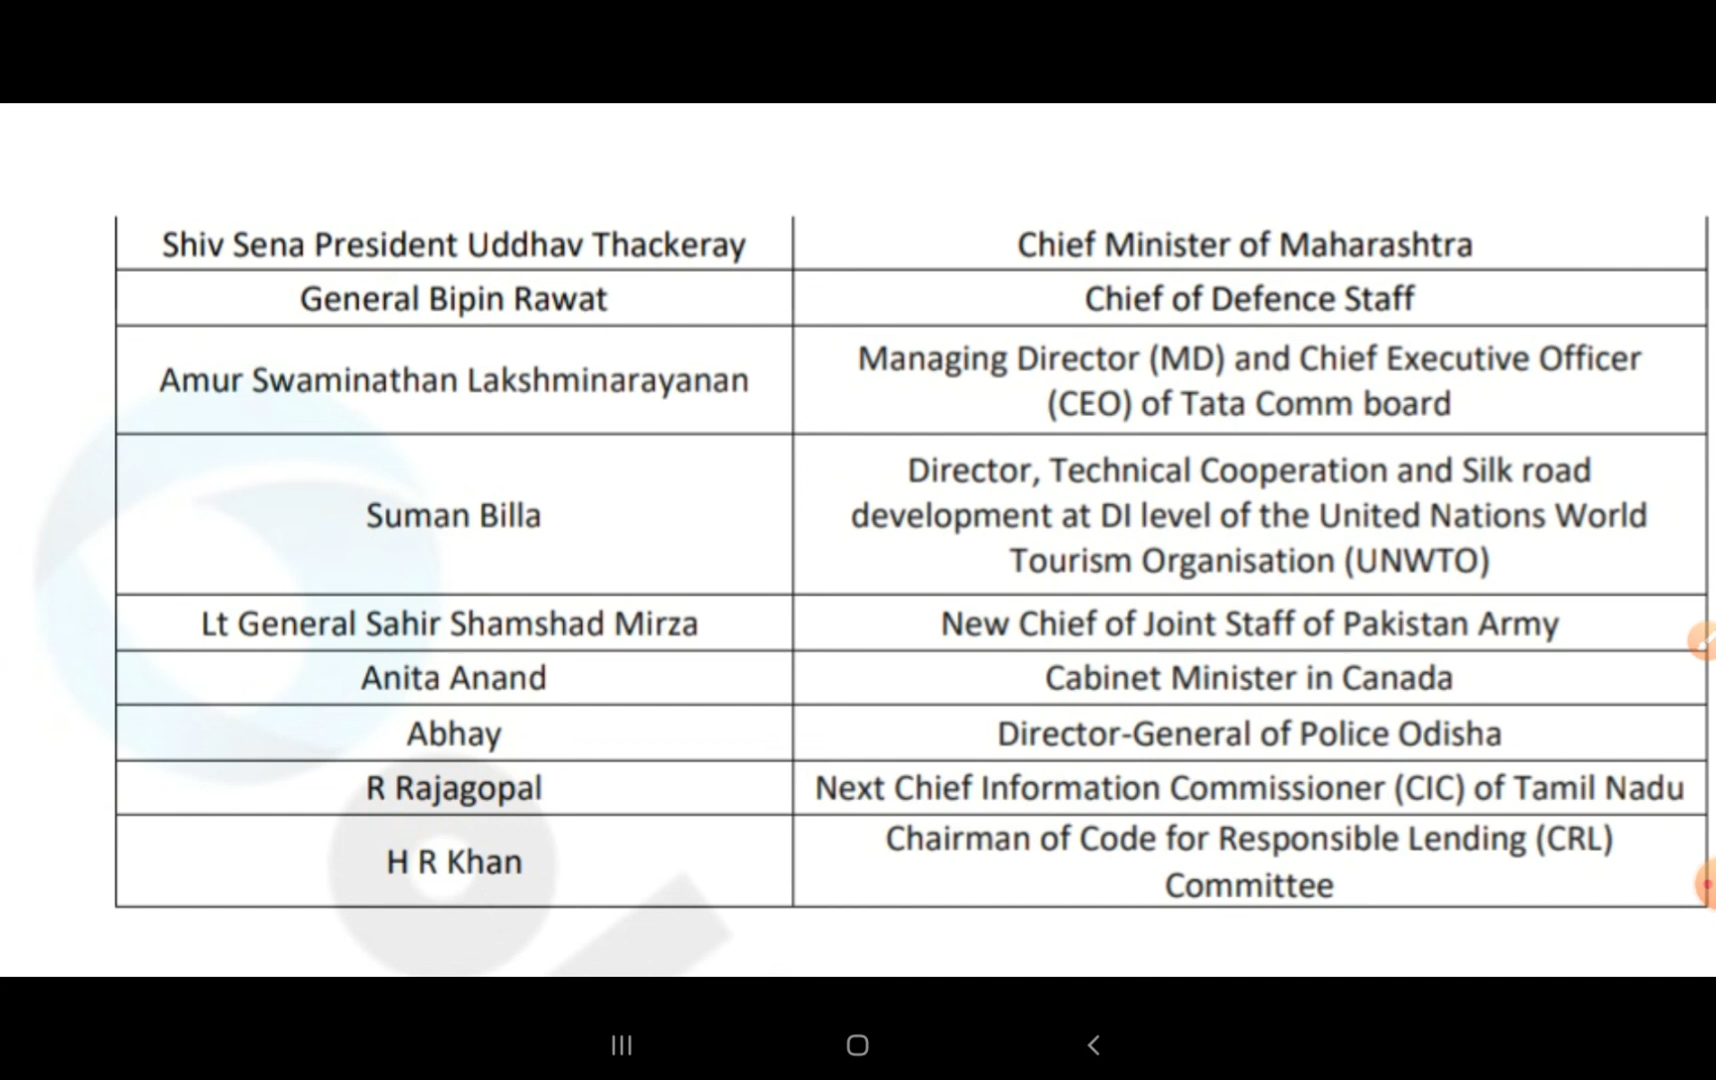 Shiv Sena President Uddhav Thackeray
Chief Minister of Maharashtra
General Bipin Rawat
Chief of Defence Staff
Amur Swaminathan Lakshminarayanan
Managing Director (MD) and Chief Executive Officer
(CEO) of Tata Comm board
Suman Billa
Director, Technical Cooperation and Silk road
development at DI level of the United Nations World
Tourism Organisation (UNWTO)
Lt General Sahir Shamshad Mirza
New Chief of Joint Staff of Pakistan Army
Anita Anand
Cabinet Minister in Canada
Abhay
Director-General of Police Odisha
R Rajagopal
Next Chief Information Commissioner (CIC) of Tamil Nadu
H R Khan
Chairman of Code for Responsible Lending (CRL)
Committee